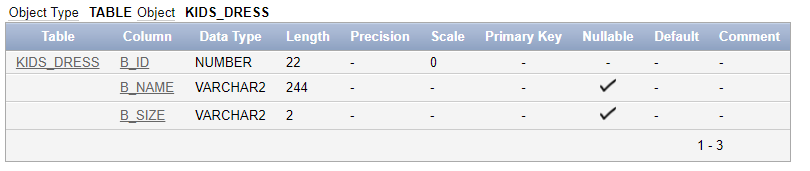 Object Type TABLE Object KIDS_DRESS
Table Column Data Type Length Precision Scale Primary Key Nullable Default Comment
KIDS_DRESS B_ID NUMBER 22 - 0 - - - -
B_NAME VARCHAR2 244 - - - - -
B_SIZE VARCHAR2 2 - - - - -
1 - 3